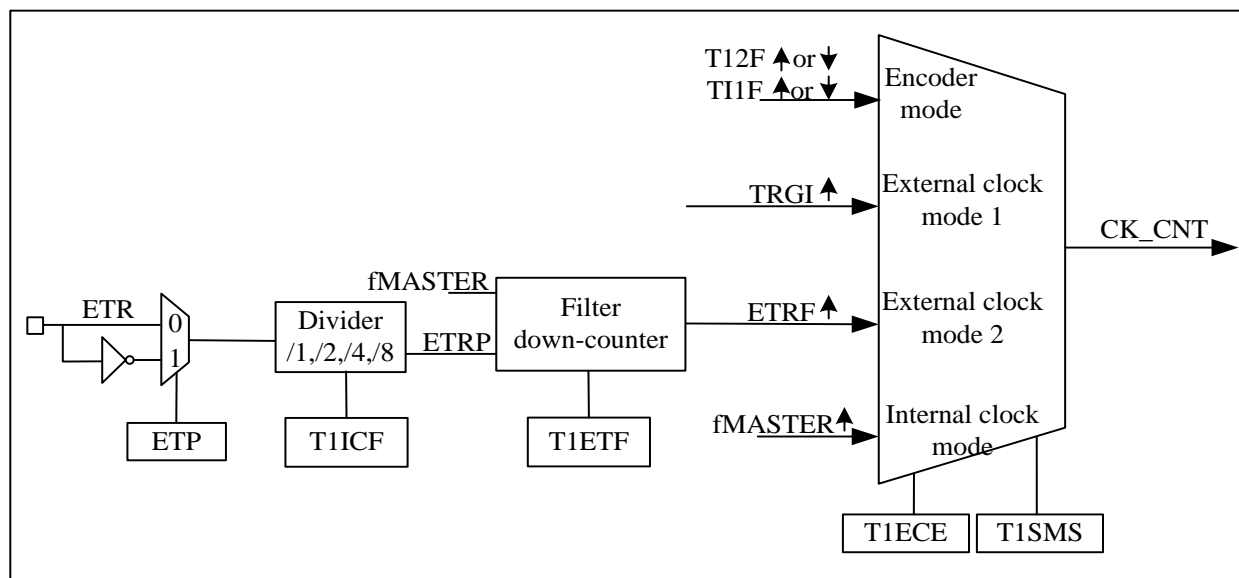 T12F ↑ or ↓
TI1F ↑ or ↓
Encoder
mode
TRGI ↑
External clock
mode 1
CK_CNT
fMASTER
ETR
0
1
Divider
/1,/2,/4,/8
ETRP
Filter
down-counter
ETRF ↑
External clock
mode 2
fMASTER ↑
Internal clock
mode
ETP
T1ICF
T1ETF
T1ECE
T1SMS